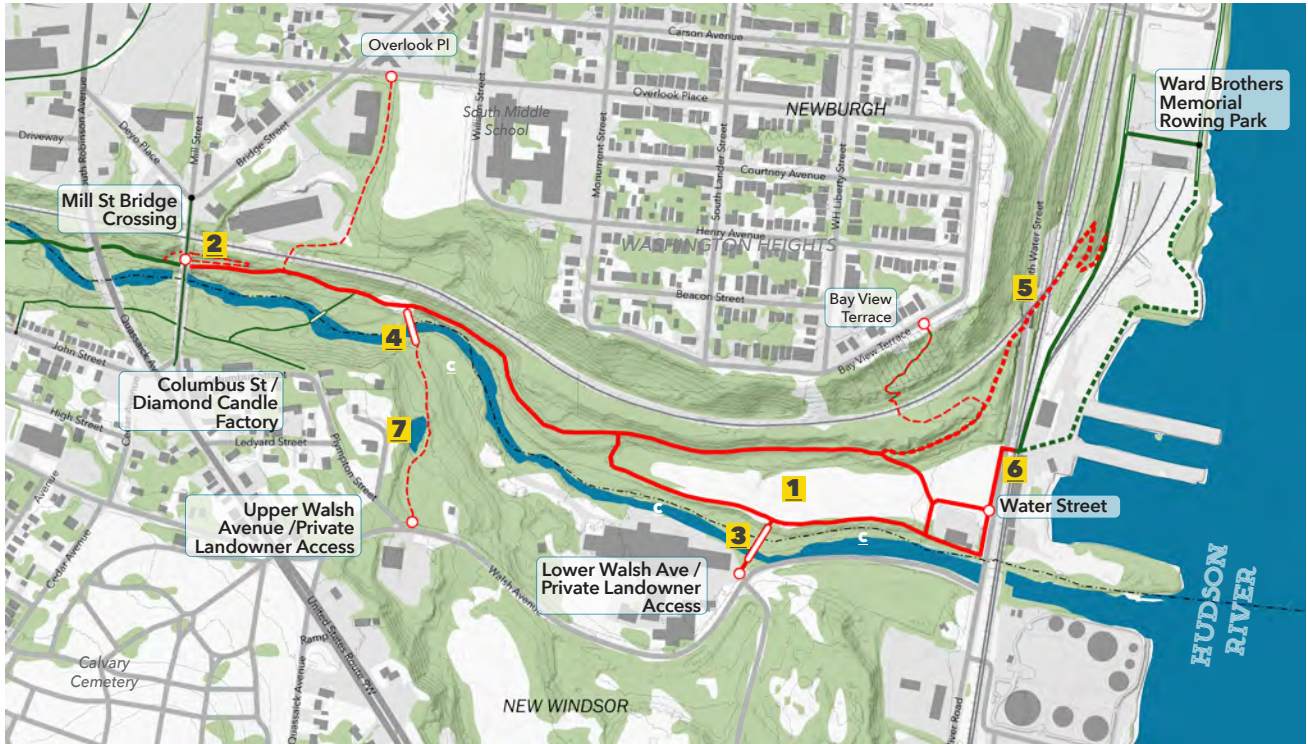 Carson Avenue
Overlook Pl
Overlook Place
South Middle
School
NEWBURGH
Ward Brothers
Memorial
Rowing Park
Driveway
Deyo Place
Mill Street
Bridge Street
Monument Street
South Lander Street
Courtney Avenue
WH Liberty Street
Mill St Bridge
Crossing
2
Henry Avenue
WASHINGTON HEIGHTS
Beacon Street
Bay View
Terrace
Bay View Terrace
5
4
c
John Street
Columbus St /
Diamond Candle
Factory
High Street
Ledyard Street
Plympton Street
7
1
6
Water Street
Upper Walsh
Avenue /Private
Landowner Access
c
c
3
Lower Walsh Ave /
Private Landowner
Access
Cedar Avenue
Avenue
United States Route 9W
Ramp
Quassaick Avenue
Calvary
Cemetery
NEW WINDSOR
HUDSON
RIVER